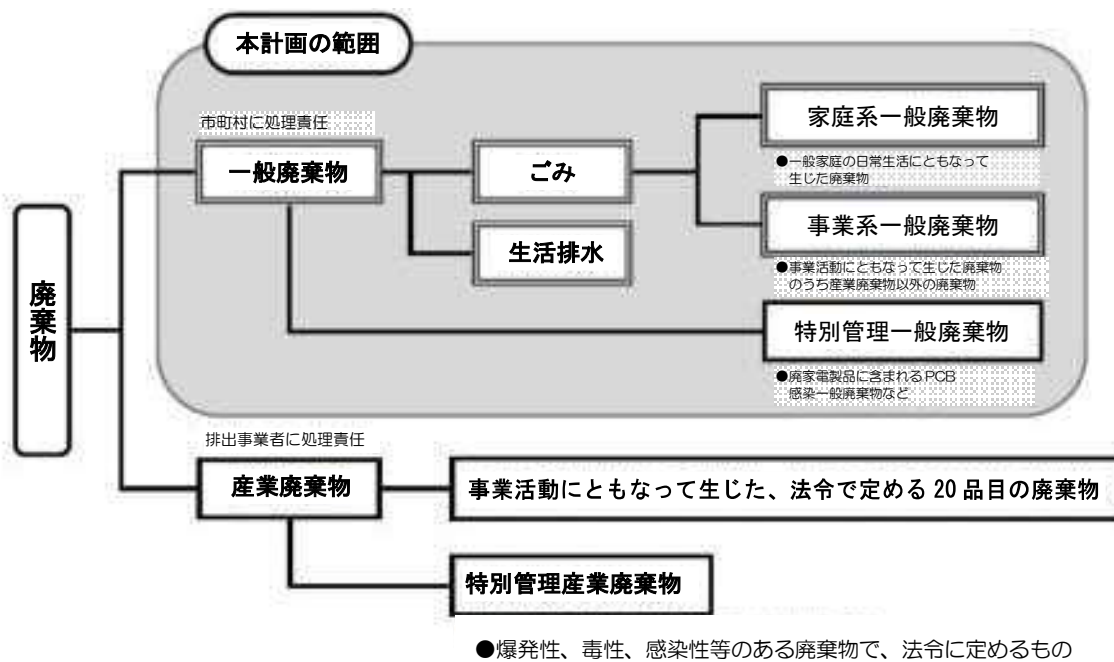 本計画の範囲
市町村に処理責任
一般廃棄物
ごみ
生活排水
家庭系一般廃棄物
●一般家庭の日常生活にともなって
生じた廃棄物
事業系一般廃棄物
●事業活動にともなって生じた廃棄物
のうち産業廃棄物以外の廃棄物
特別管理一般廃棄物
●廃家電製品に含まれるPCB
感染一般廃棄物など
廃棄物
排出事業者に処理責任
産業廃棄物
事業活動にともなって生じた、法令で定める20品目の廃棄物
特別管理産業廃棄物
●爆発性、毒性、感染性等のある廃棄物で、法令に定めるもの